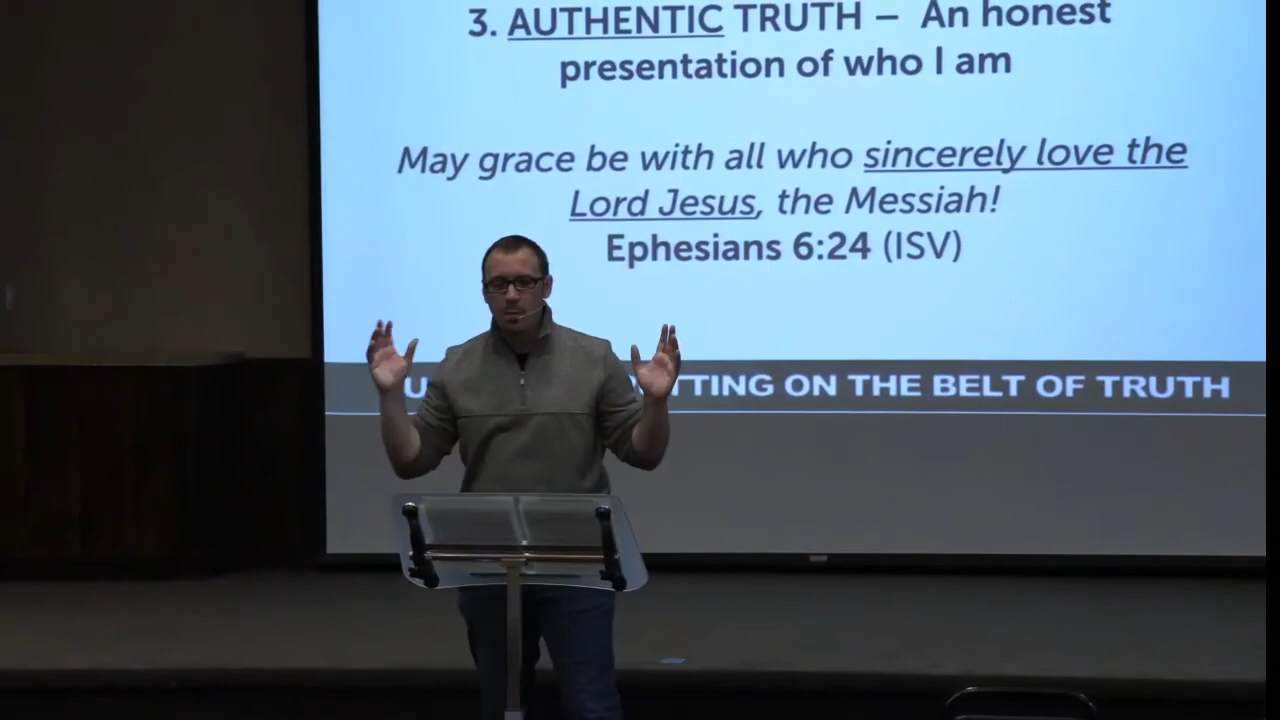 3. AUTHENTIC TRUTH – An honest
presentation of who I am
May grace be with all who sincerely love the
Lord Jesus, the Messiah!
Ephesians 6:24 (ISV)
ON THE BELT OF TRUTH